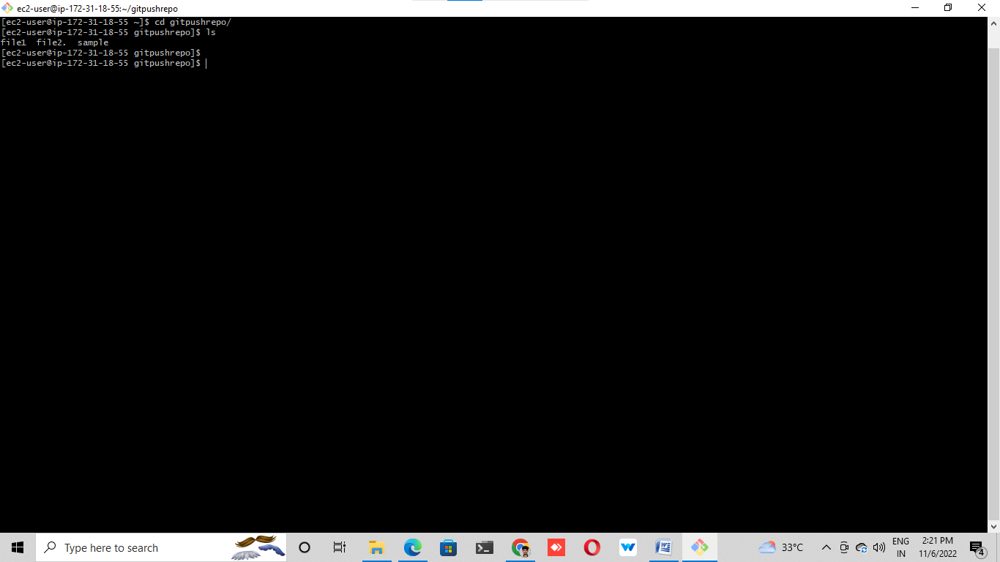 ec2-user@ip-172-31-18-55:~/gitpushrepo
[ec2-user@ip-172-31-18-55 ~]$ cd gitpushrepo/
[ec2-user@ip-172-31-18-55 gitpushrepo]$ ls
file1  file2.  sample
[ec2-user@ip-172-31-18-55 gitpushrepo]$
[ec2-user@ip-172-31-18-55 gitpushrepo]$
Type here to search
33°C
ENG
IN
2:21 PM
11/6/2022
4